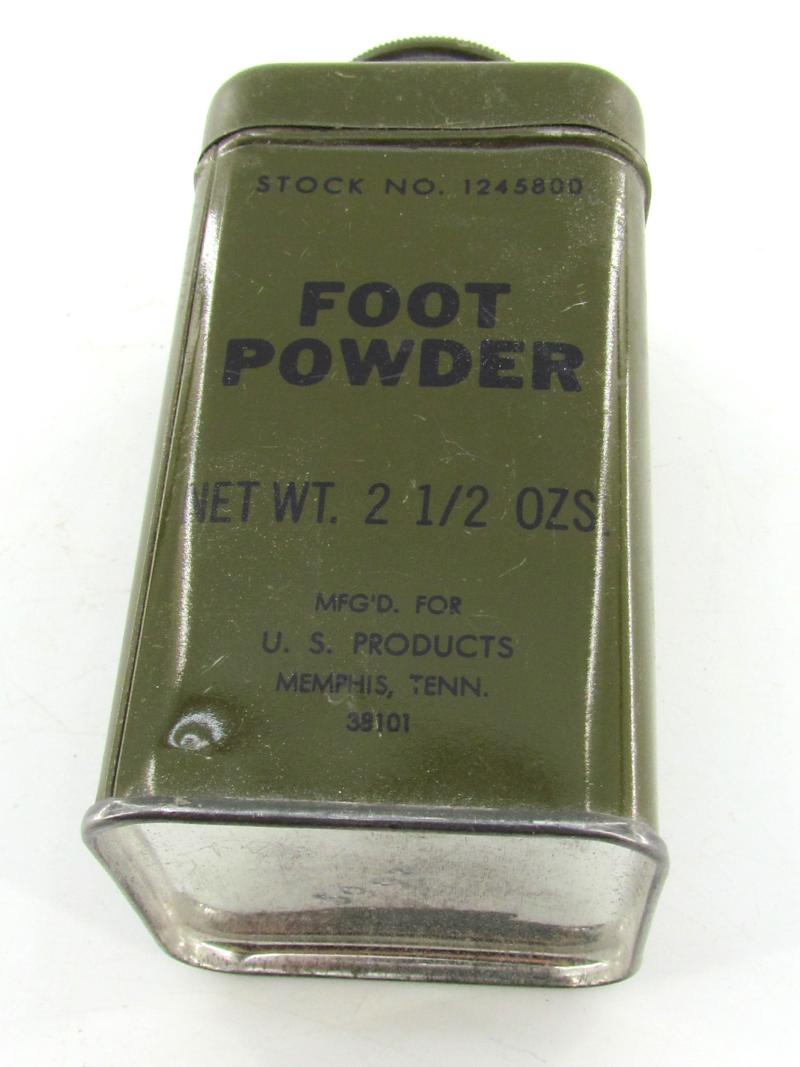 STOCK NO. 1245800
FOOT
POWDER
NET WT. 2 1/2 OZS.
MFG'D. FOR
U. S. PRODUCTS
MEMPHIS, TENN.
38101